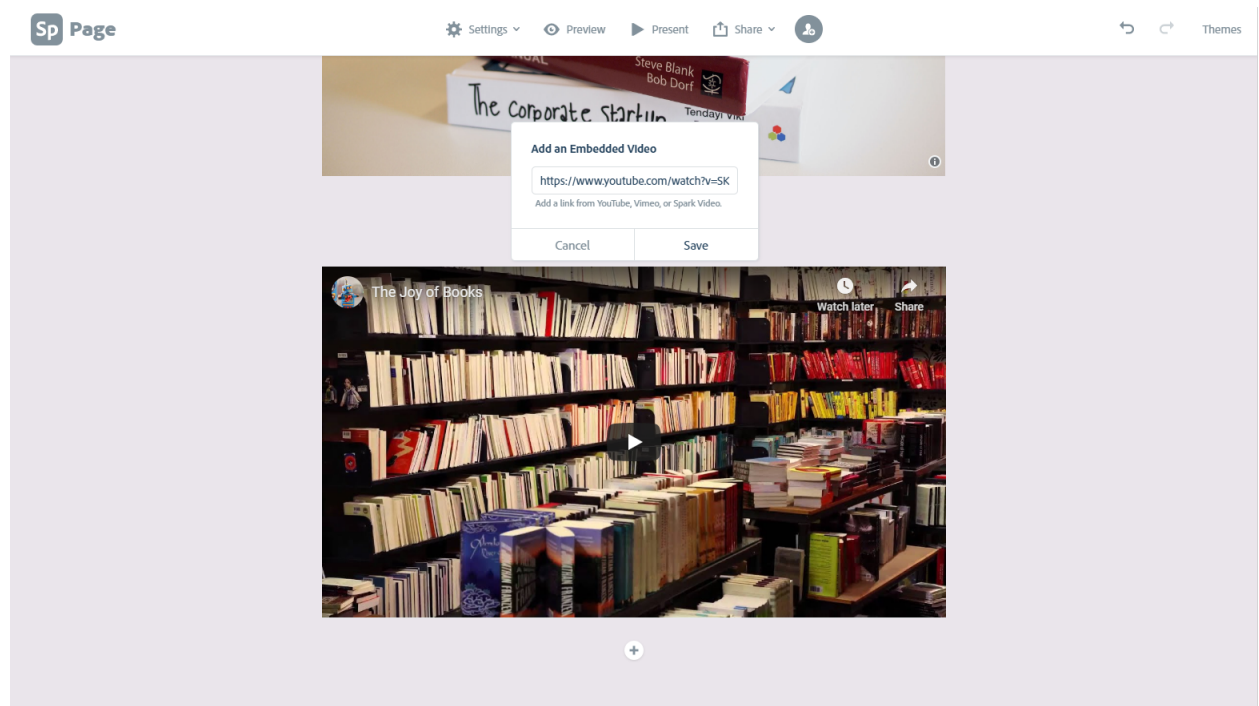 Sp Page
Settings
Preview
Present
Share
Themes
Steve Blank
Bob Dorf
The Corporate Startup
Tendayi Viki
Add an Embedded Video
https://www.youtube.com/watch?v=SK
Add a link from YouTube, Vimeo, or Spark Video.
Cancel
Save
The Joy of Books
Watch later
Share